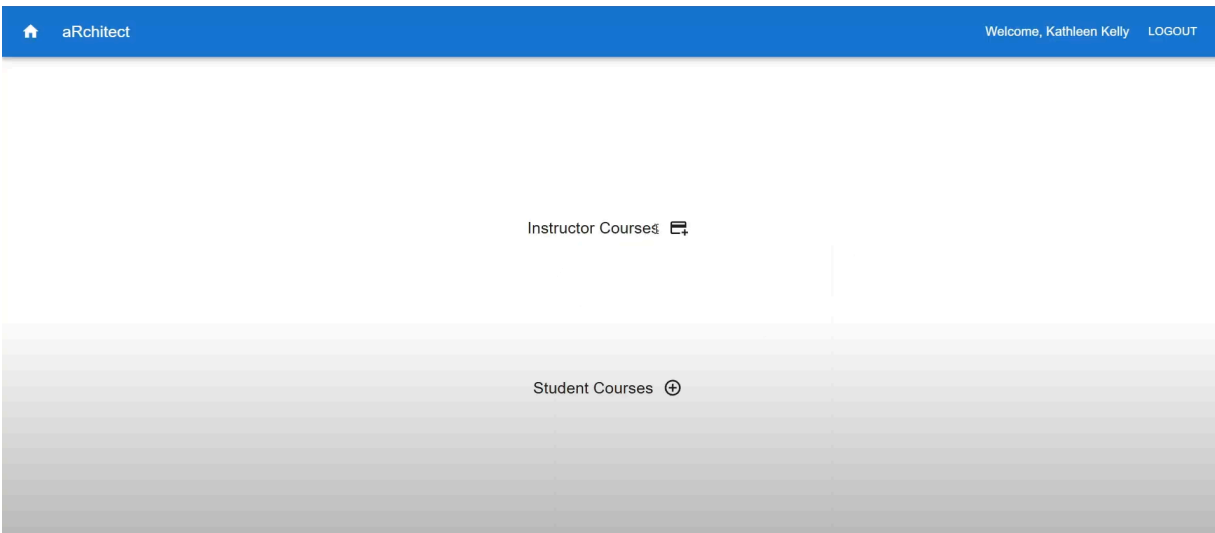 aRchitect
Welcome, Kathleen Kelly LOGOUT
Instructor Courses
Student Courses